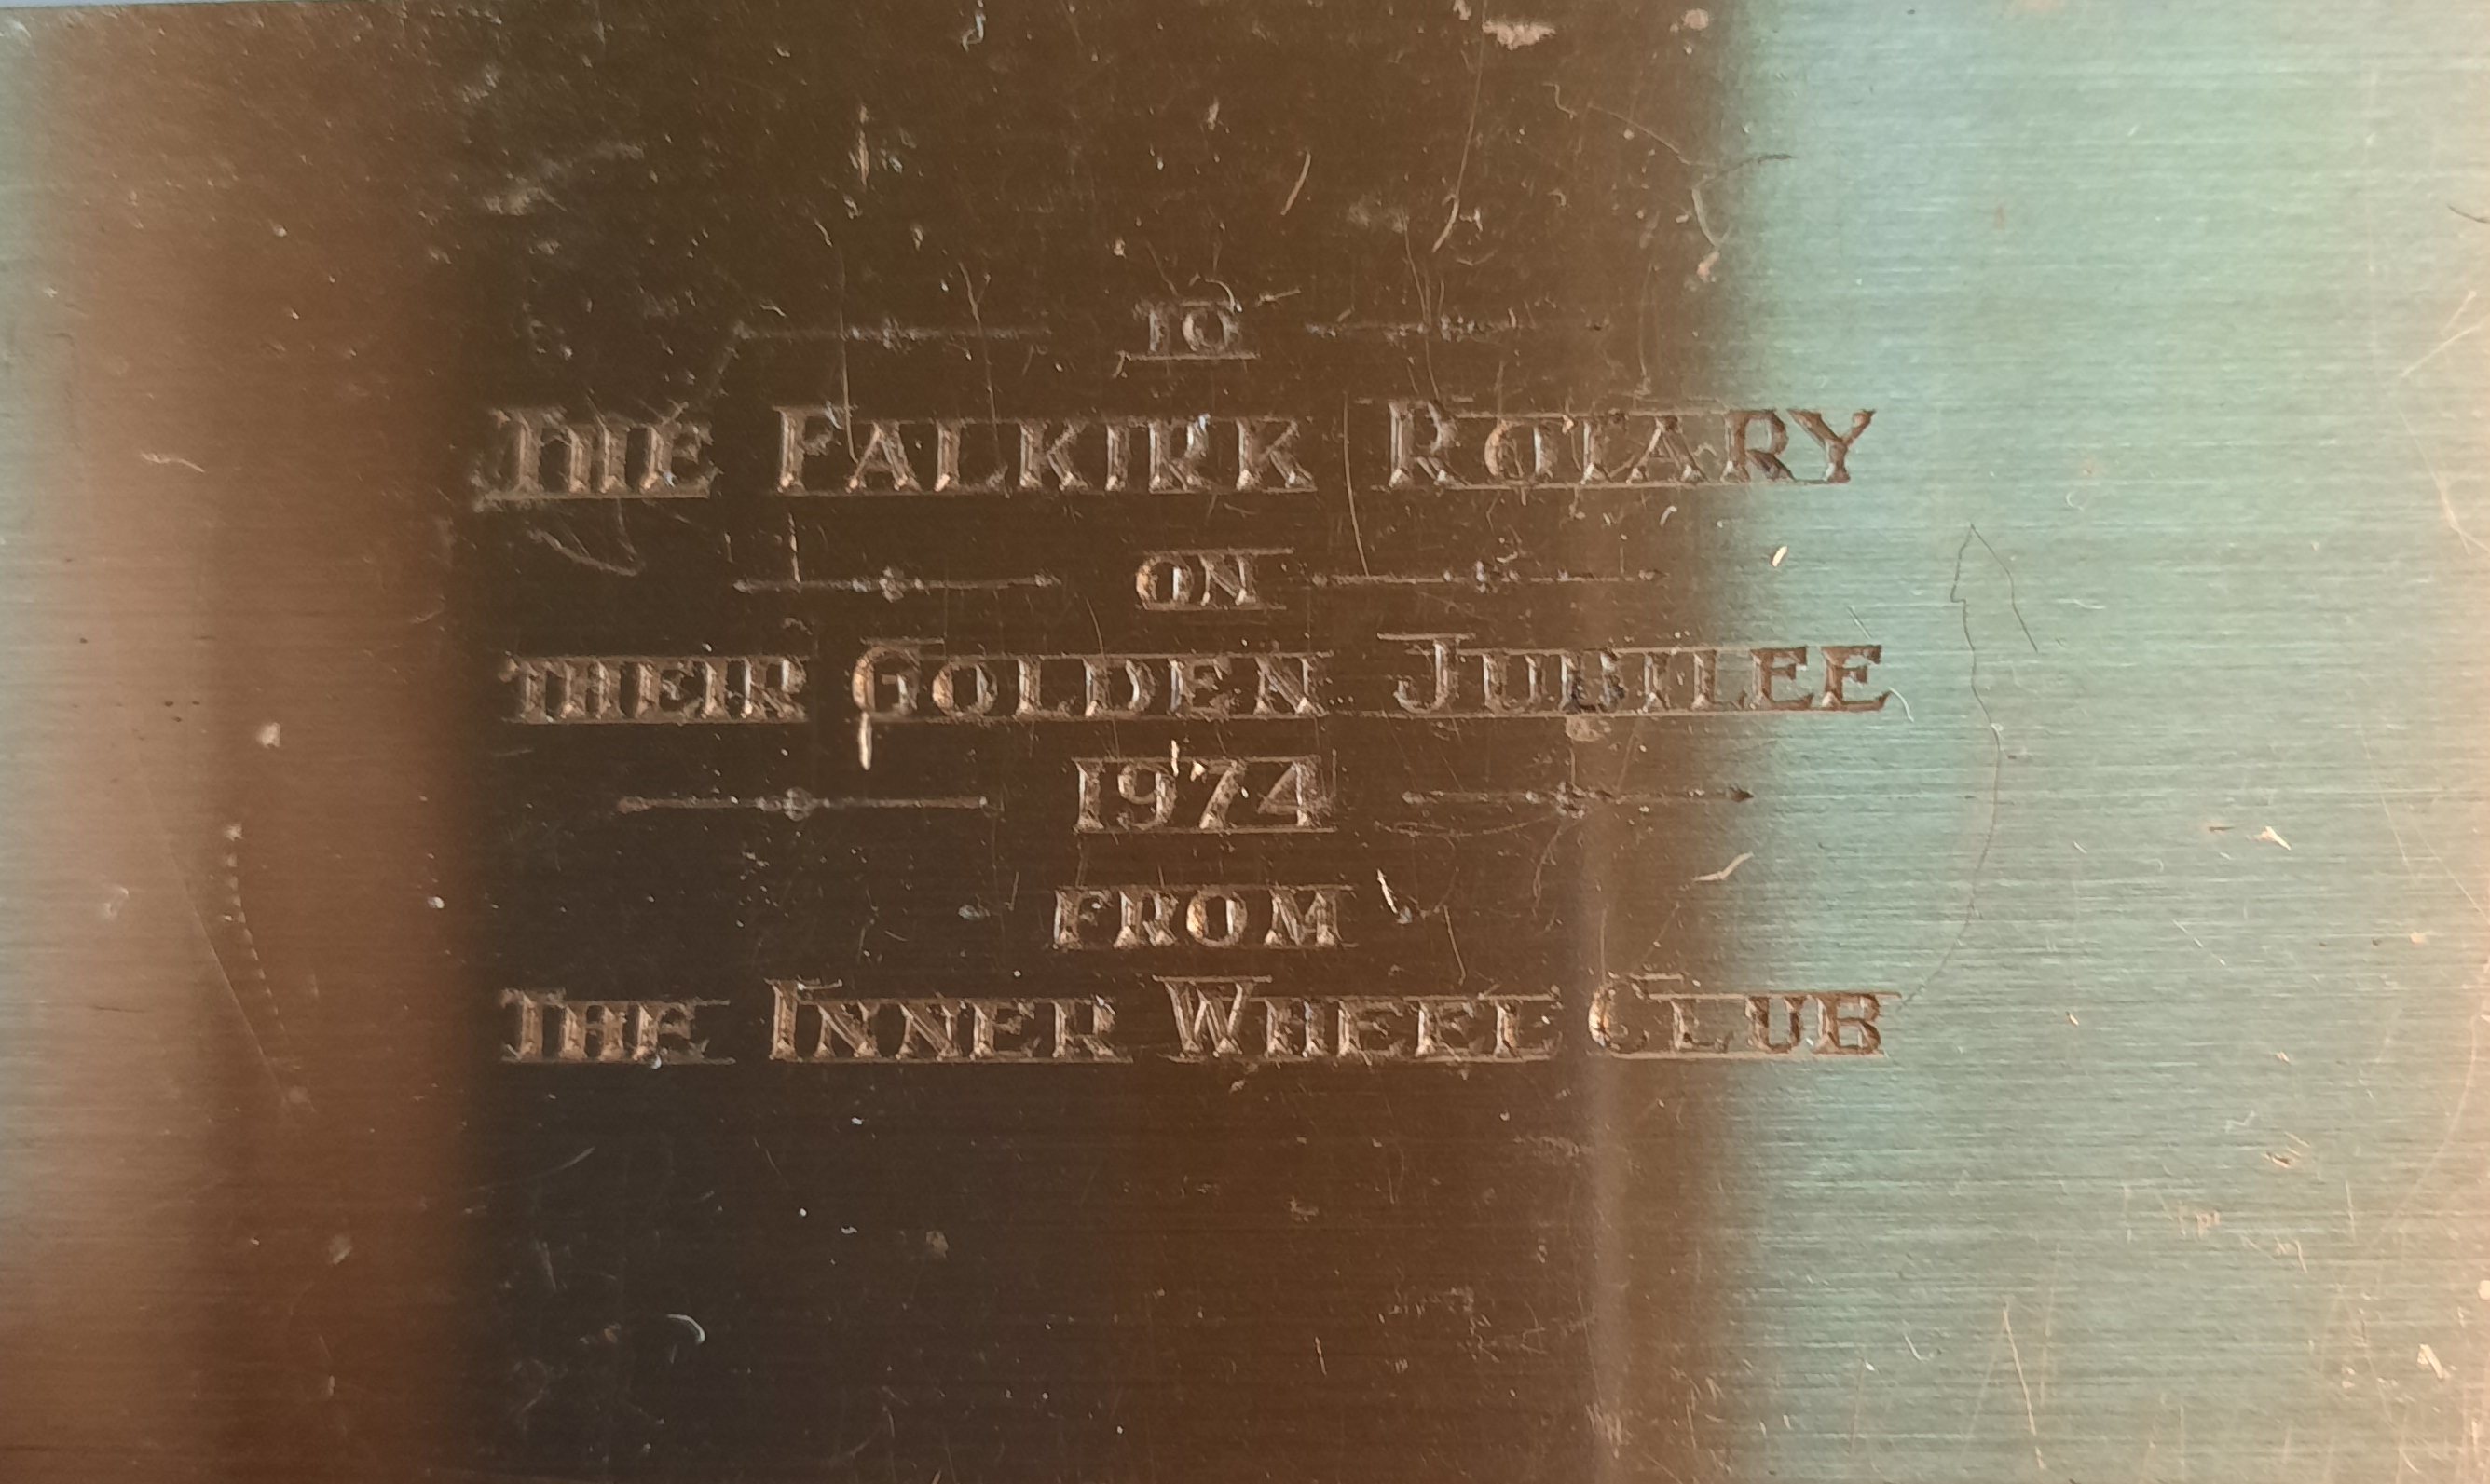 TO
THE FALKIRK ROTARY
ON
THEIR GOLDEN JUBILEE
1974
FROM
THE INNER WHEEL CLUB